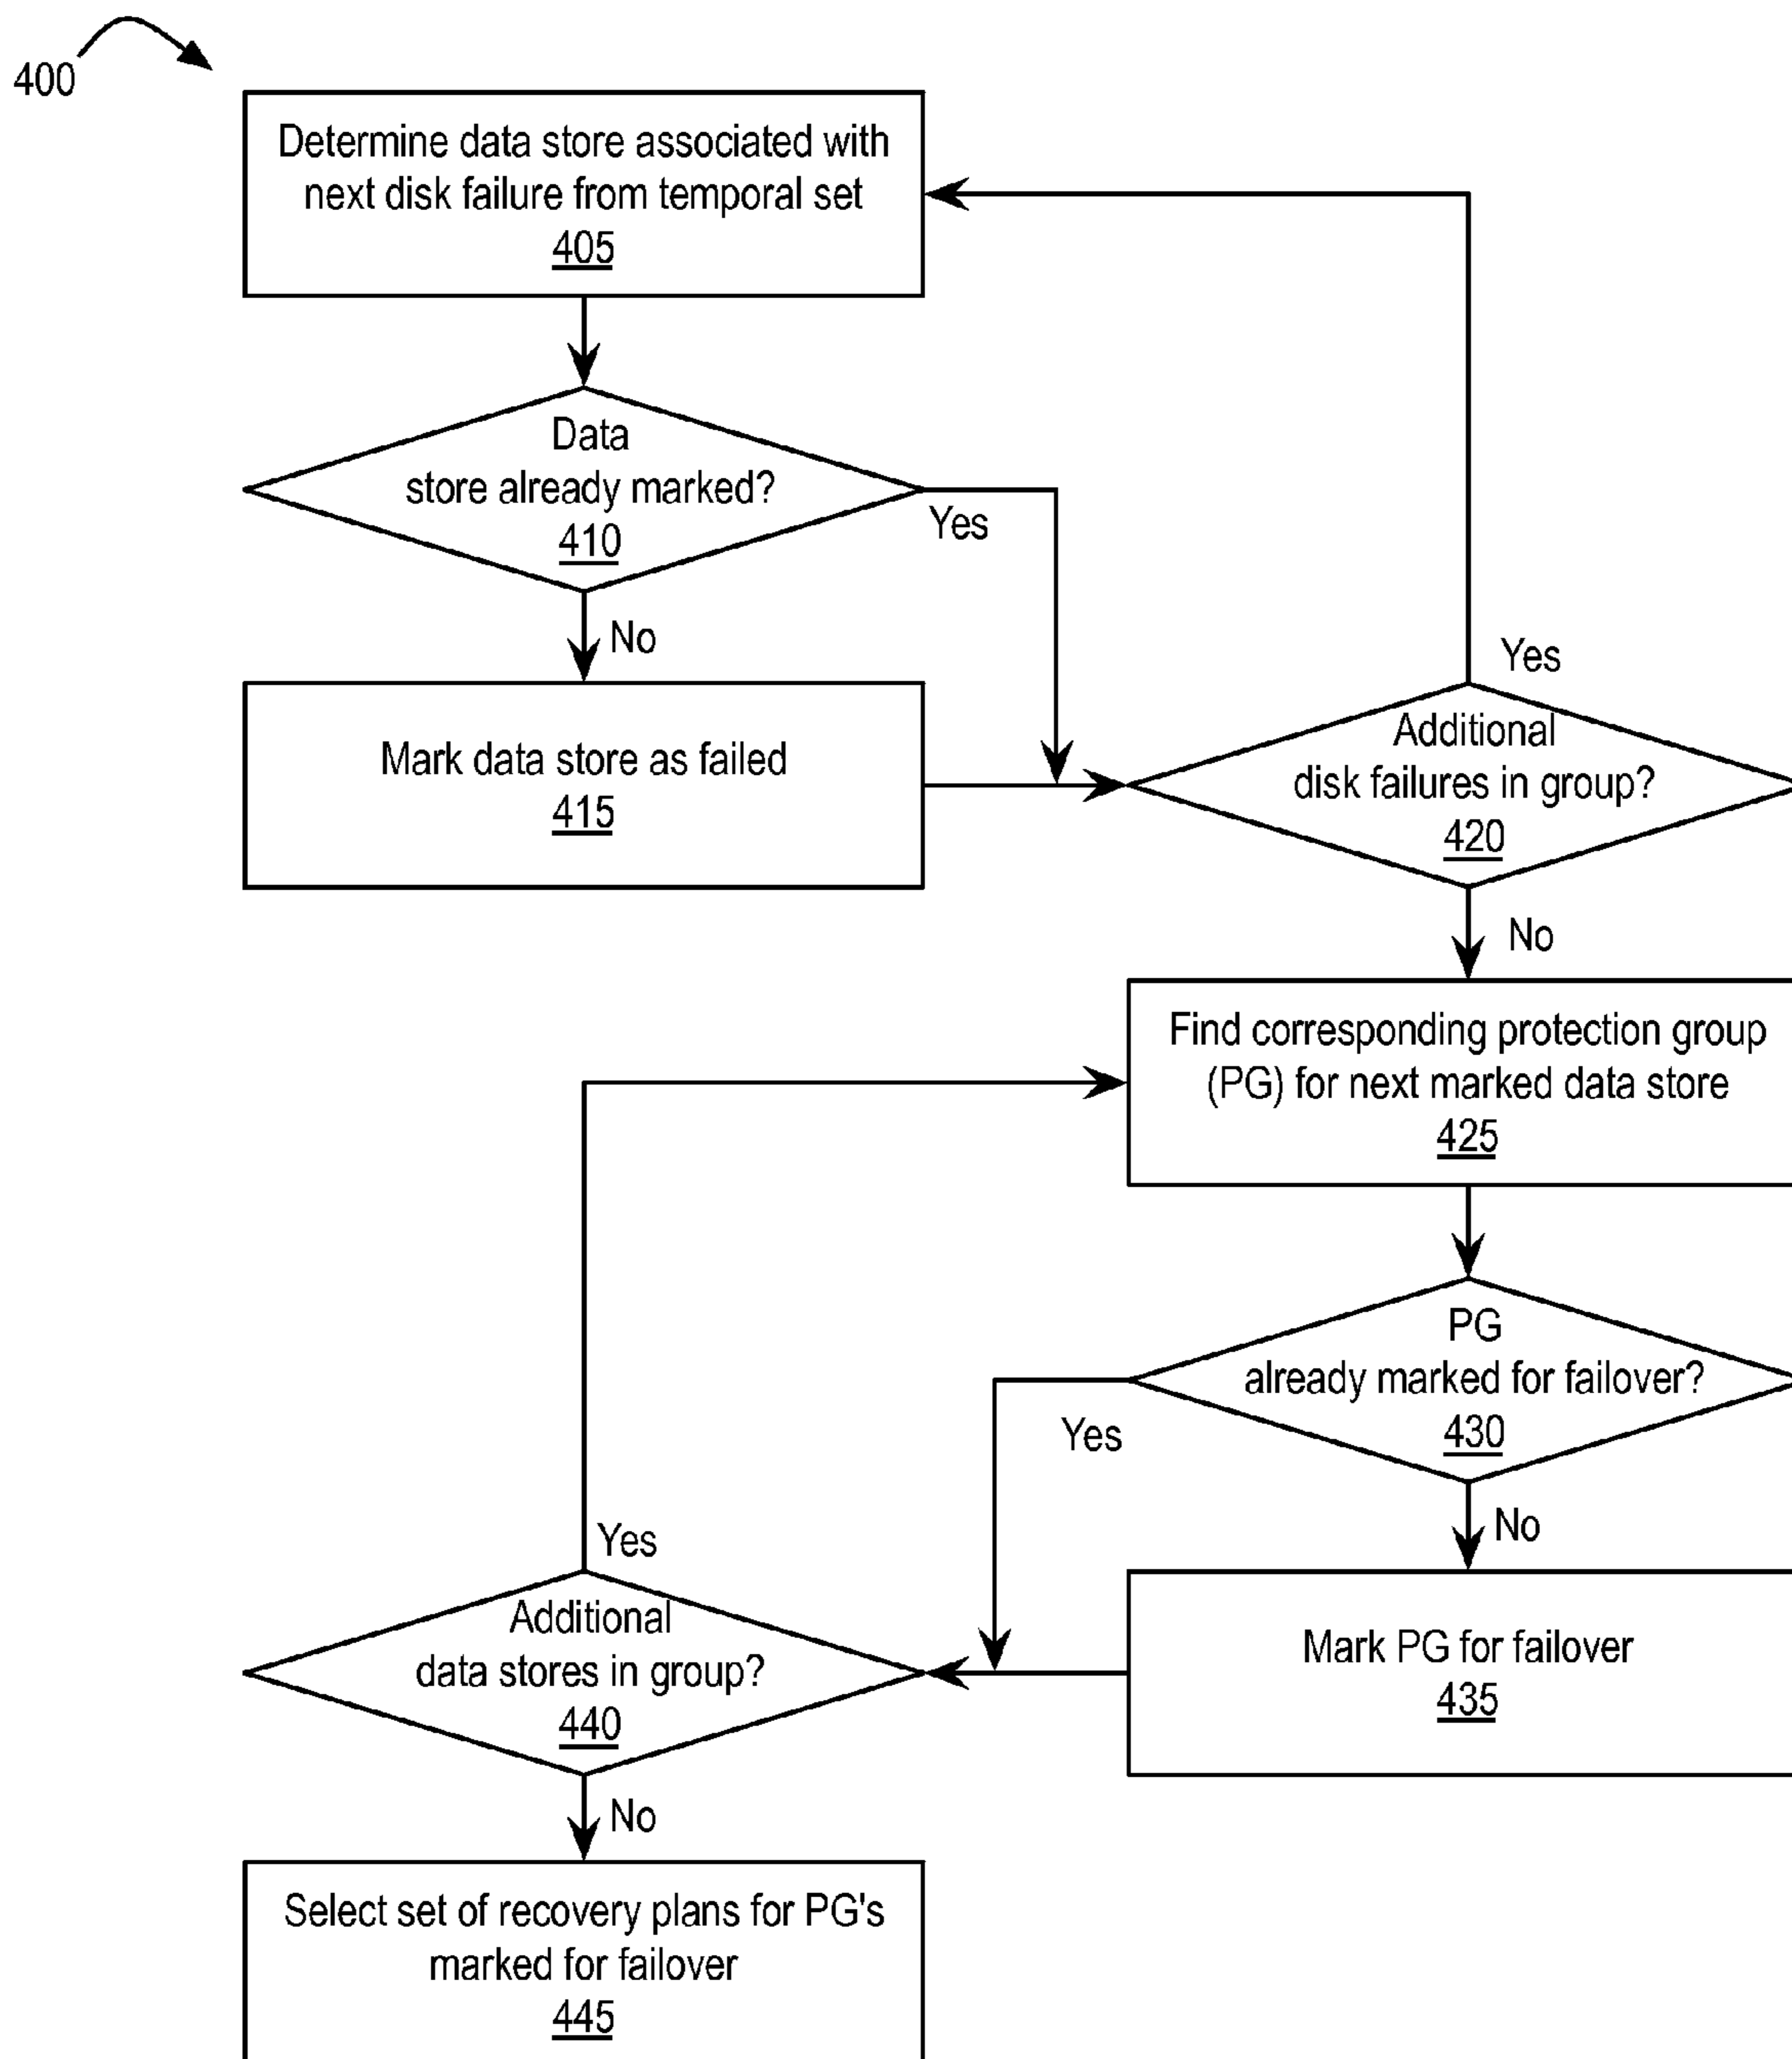 400
Determine data store associated with
next disk failure from temporal set
405
Data
store already marked?
410
Yes
No
Mark data store as failed
415
Yes
Additional
disk failures in group?
420
No
Find corresponding protection group
(PG) for next marked data store
425
PG
already marked for failover?
430
Yes
No
Mark PG for failover
435
Yes
Additional
data stores in group?
440
No
Select set of recovery plans for PG's
marked for failover
445